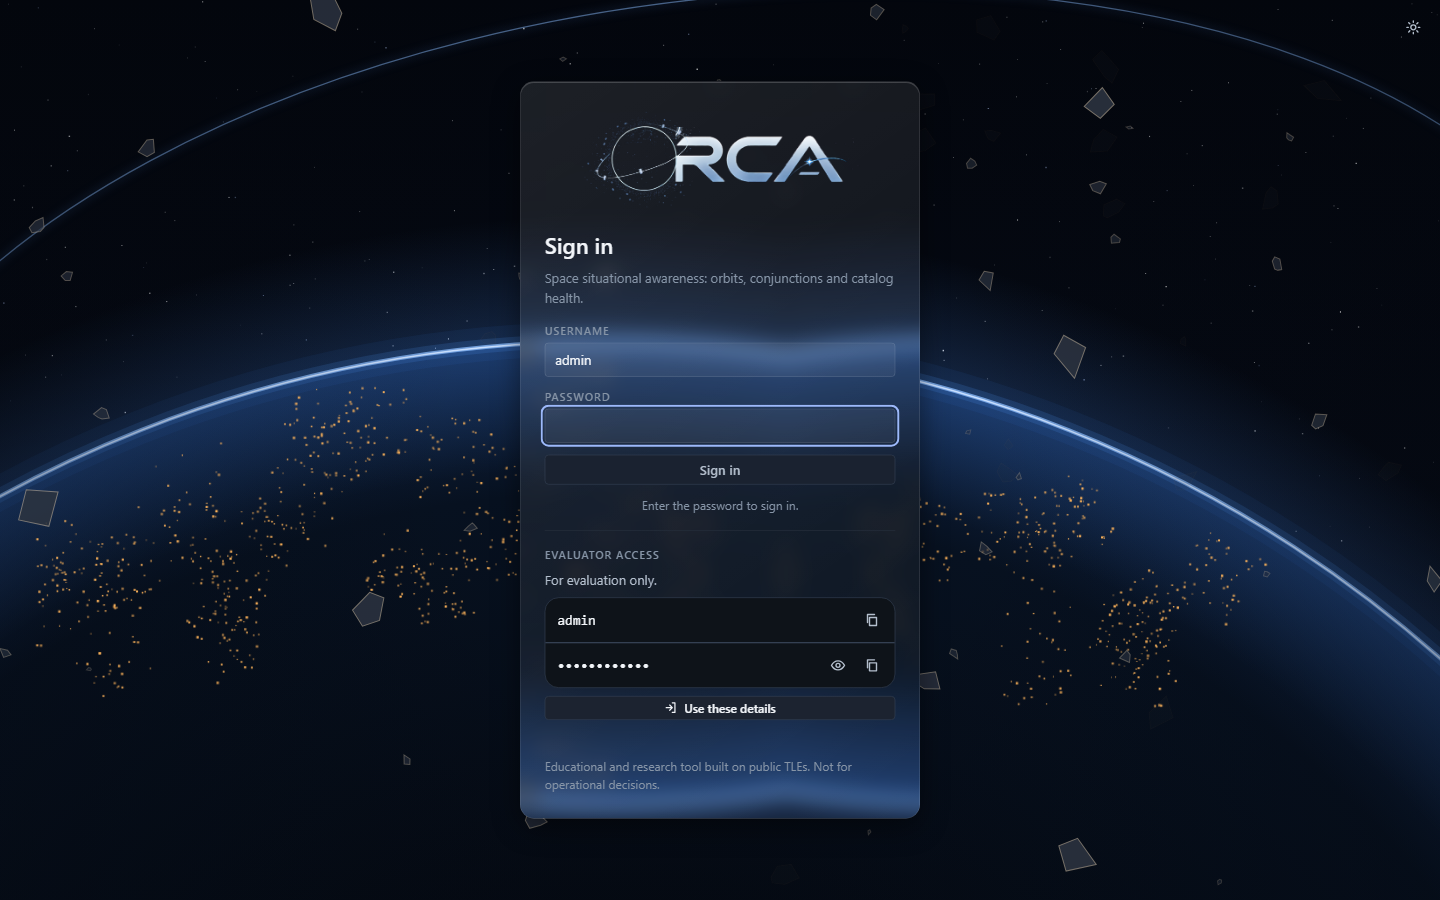 ORCA
Sign in
Space situational awareness: orbits, conjunctions and catalog
health.
USERNAME
admin
PASSWORD
Sign in
Enter the password to sign in.
EVALUATOR ACCESS
For evaluation only.
admin
••••••••••••
Use these details
Educational and research tool built on public TLEs. Not for
operational decisions.